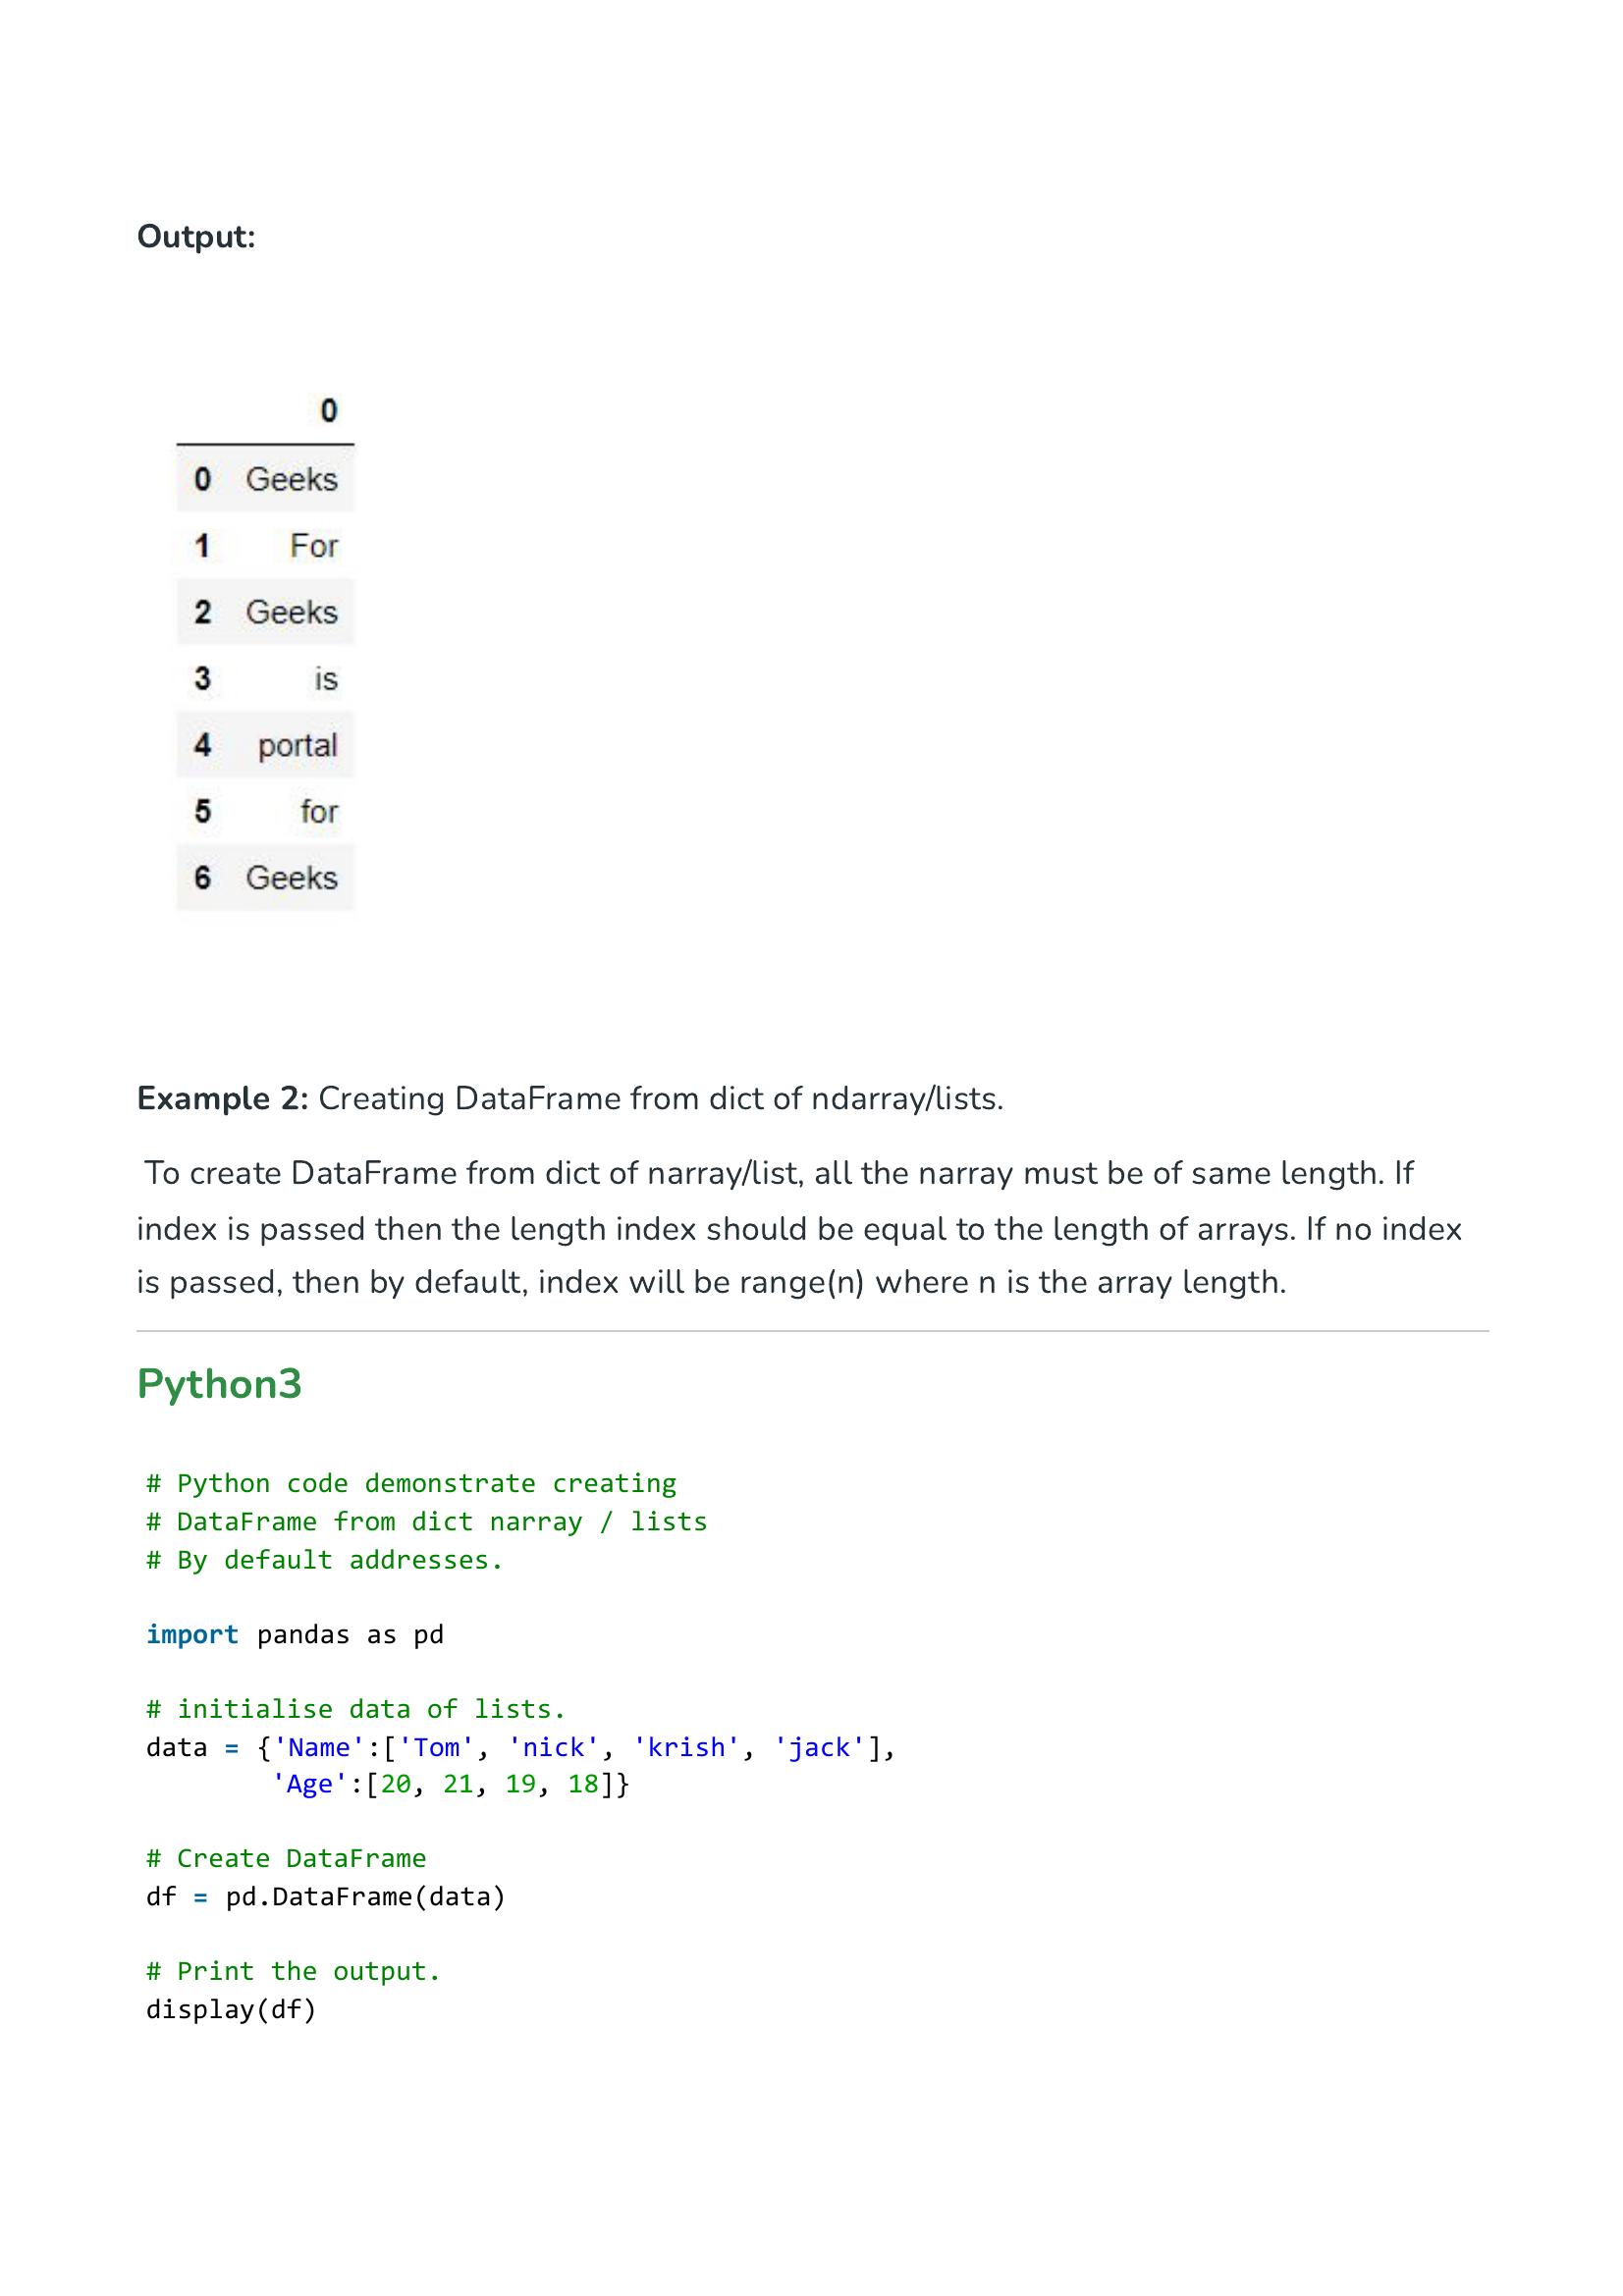 Output:
0
0 Geeks
1 For
2 Geeks
3 is
4 portal
5 for
6 Geeks
Example 2: Creating DataFrame from dict of ndarray/lists.
To create DataFrame from dict of narray/list, all the narray must be of same length. If
index is passed then the length index should be equal to the length of arrays. If no index
is passed, then by default, index will be range(n) where n is the array length.
Python3
# Python code demonstrate creating
# DataFrame from dict narray / lists
# By default addresses.
import pandas as pd
# initialise data of lists.
data = {'Name':['Tom', 'nick', 'krish', 'jack'],
'Age':[20, 21, 19, 18]}
# Create DataFrame
df = pd.DataFrame(data)
# Print the output.
display(df)